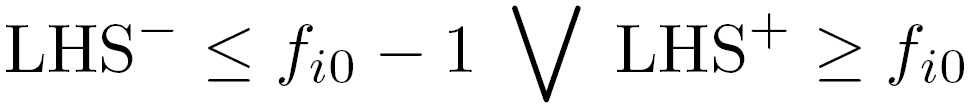 LHS⁻ ≤ f_{i0} − 1 ⋁ LHS⁺ ≥ f_{i0}